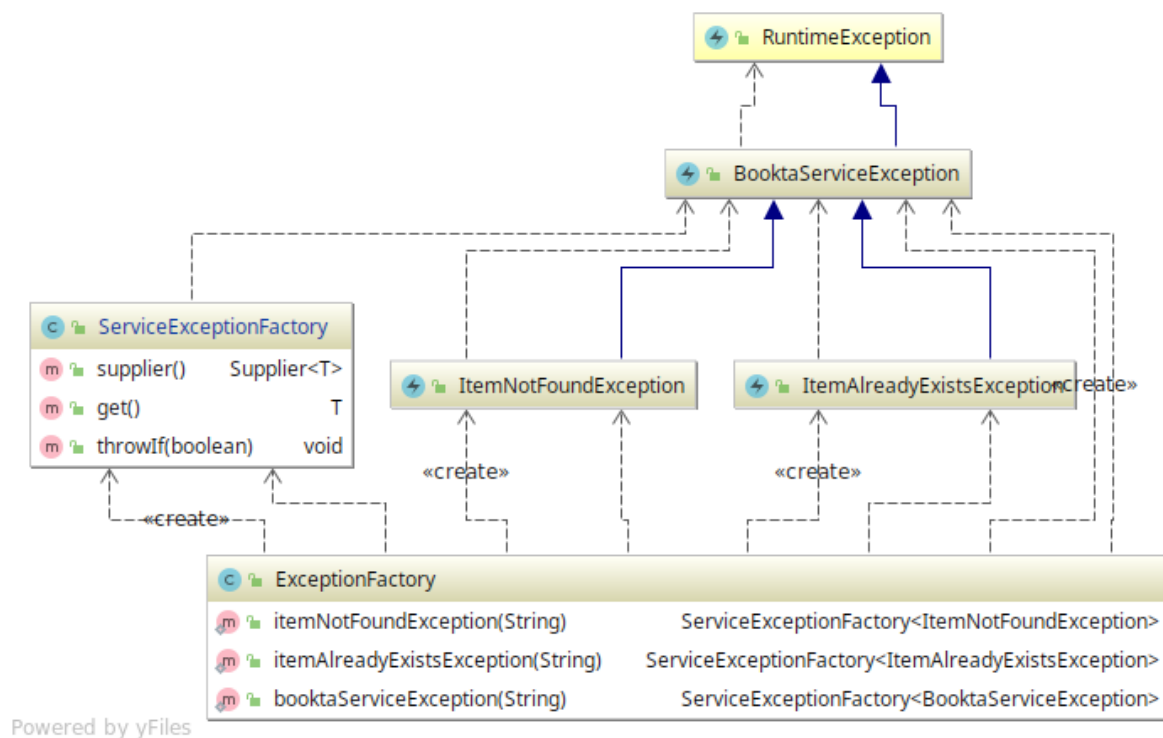 RuntimeException
BooktaServiceException
ServiceExceptionFactory
supplier() Supplier<T>
get() T
throwIf(boolean) void
ItemNotFoundException
ItemAlreadyExistsException
«create»
«create»
«create»
«create»
ExceptionFactory
itemNotFoundException(String) ServiceExceptionFactory<ItemNotFoundException>
itemAlreadyExistsException(String) ServiceExceptionFactory<ItemAlreadyExistsException>
booktaServiceException(String) ServiceExceptionFactory<BooktaServiceException>
Powered by yFiles